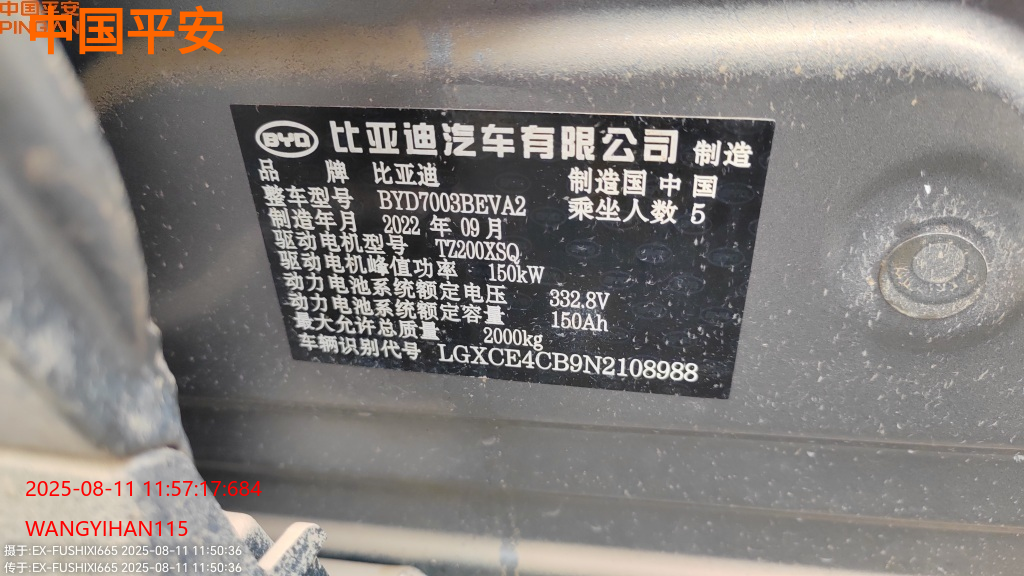 中国平安
PINGAN
中国平安
BYD 比亚迪汽车有限公司 制造
品 牌 比亚迪 制造国 中国
整车型号 BYD7003BEVA2 乘坐人数 5
制造年月 2022 年 09 月
驱动电机型号 TZ200XSQ
驱动电机峰值功率 150kW
动力电池系统额定电压 332.8V
动力电池系统额定容量 150Ah
最大允许总质量 2000kg
车辆识别代号 LGXCE4CB9N2108988
2025-08-11 11:57:17:684
WANGYIHAN115
摄于:EX-FUSHIXI665 2025-08-11 11:50:36
传于:EX-FUSHIXI665 2025-08-11 11:50:36